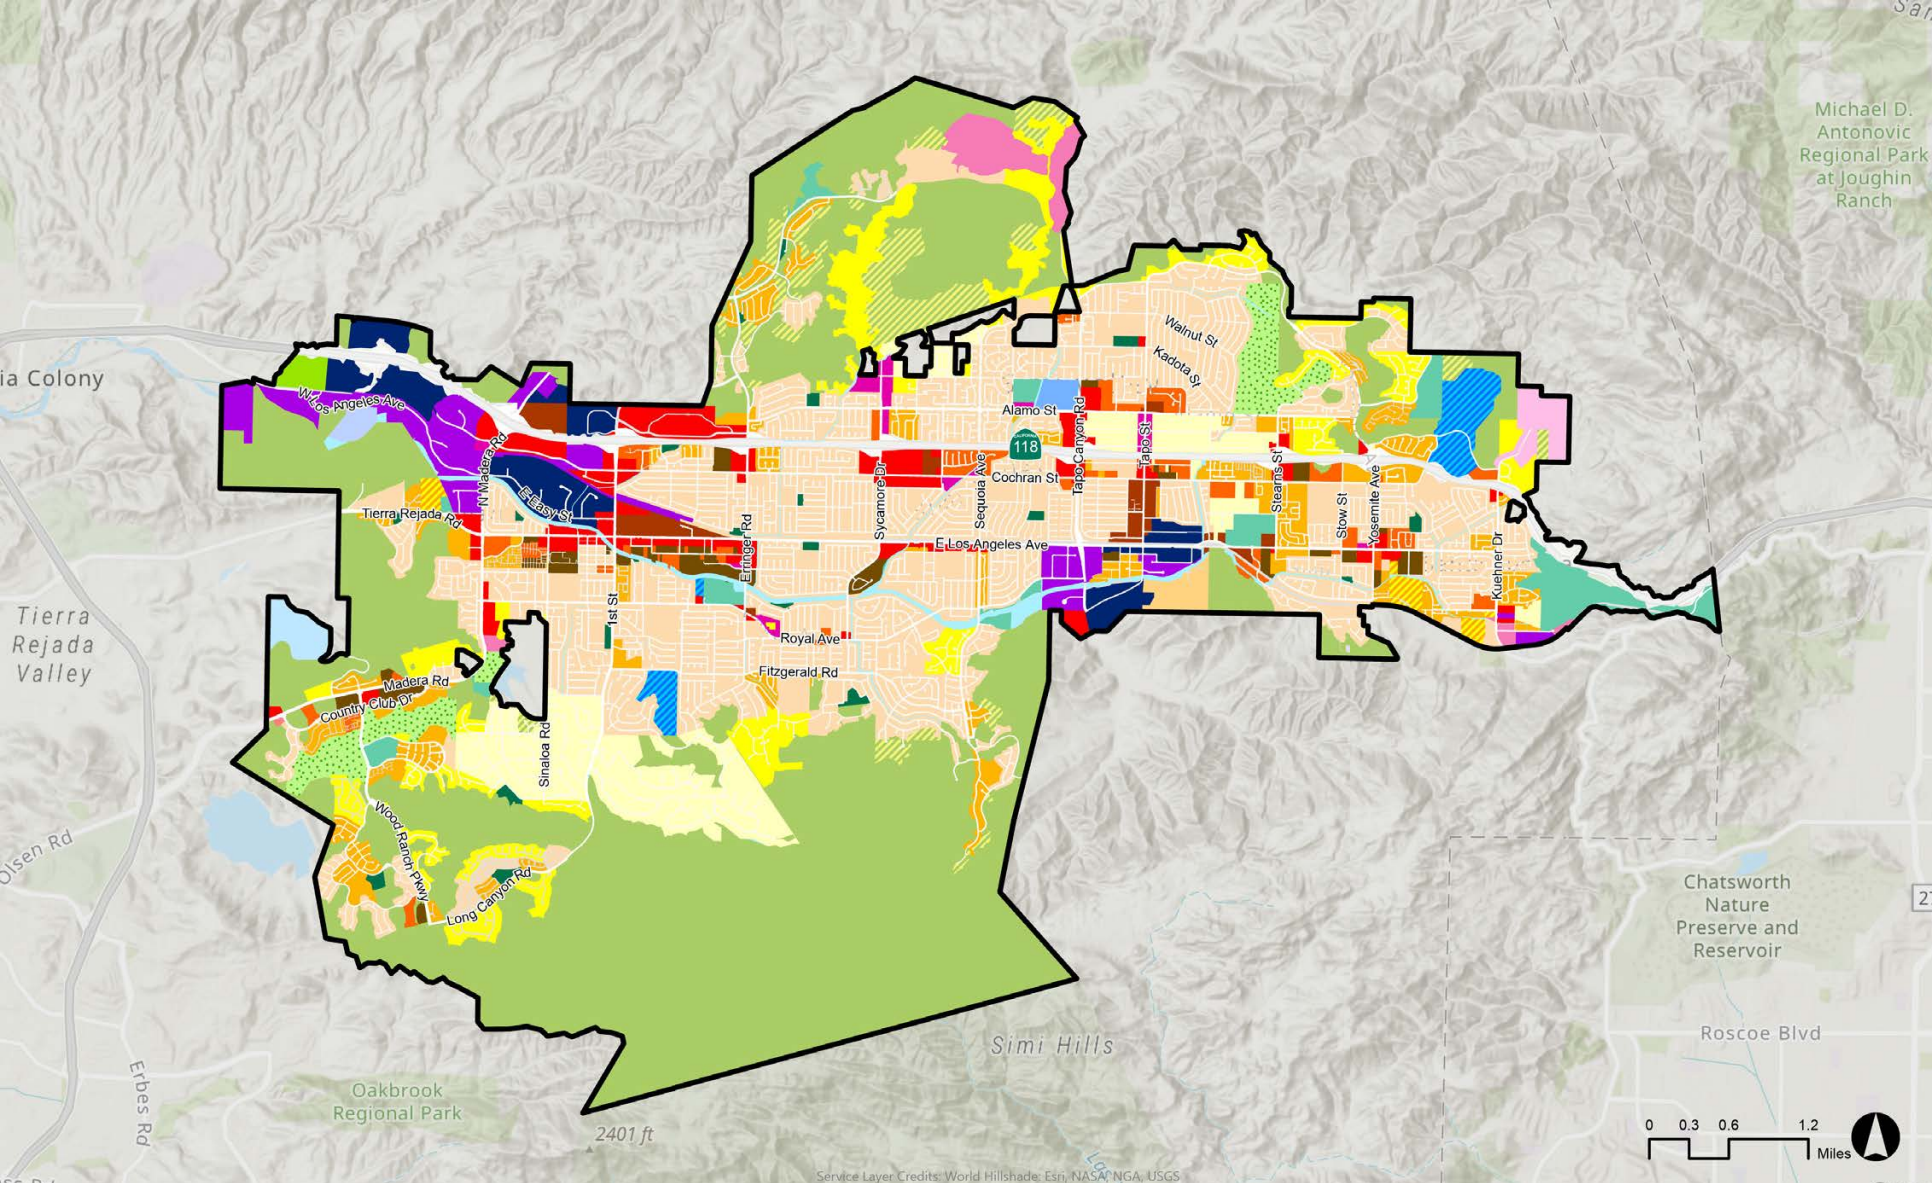 San
Michael D.
Antonovic
Regional Park
at Joughin
Ranch
Walnut St
Kadota St
ia Colony
W Los Angeles Ave
Alamo St
CALIFORNIA
118
N Madera Rd
Sycamore Dr
Sequoia Ave
Tapo Canyon Rd
Tapo St
Stearns St
Cochran St
Yosemite Ave
Stow St
E Easy St
Tierra Rejada Rd
Erringer Rd
E Los Angeles Ave
Kuehner Dr
1st St
Tierra
Rejada
Valley
Royal Ave
Fitzgerald Rd
Madera Rd
Country Club Dr
Sinaloa Rd
Olsen Rd
Wood Ranch Pkwy
Long Canyon Rd
Chatsworth
Nature
Preserve and
Reservoir
27
Roscoe Blvd
Simi Hills
Erbes Rd
Oakbrook
Regional Park
2401 ft
0 0.3 0.6 1.2
Miles
Service Layer Credits: World Hillshade: Esri, NASA, NGA, USGS